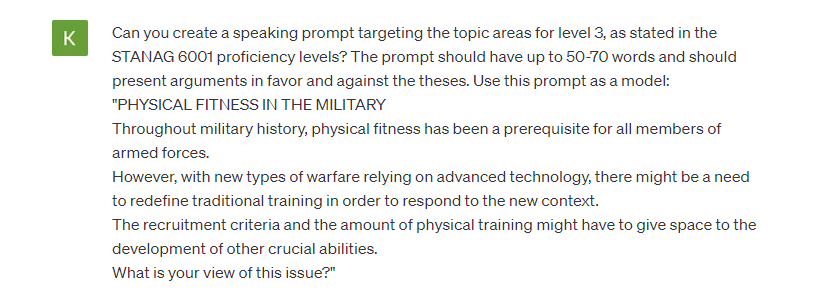 K
Can you create a speaking prompt targeting the topic areas for level 3, as stated in the
STANAG 6001 proficiency levels? The prompt should have up to 50-70 words and should
present arguments in favor and against the theses. Use this prompt as a model:
"PHYSICAL FITNESS IN THE MILITARY
Throughout military history, physical fitness has been a prerequisite for all members of
armed forces.
However, with new types of warfare relying on advanced technology, there might be a need
to redefine traditional training in order to respond to the new context.
The recruitment criteria and the amount of physical training might have to give space to the
development of other crucial abilities.
What is your view of this issue?"